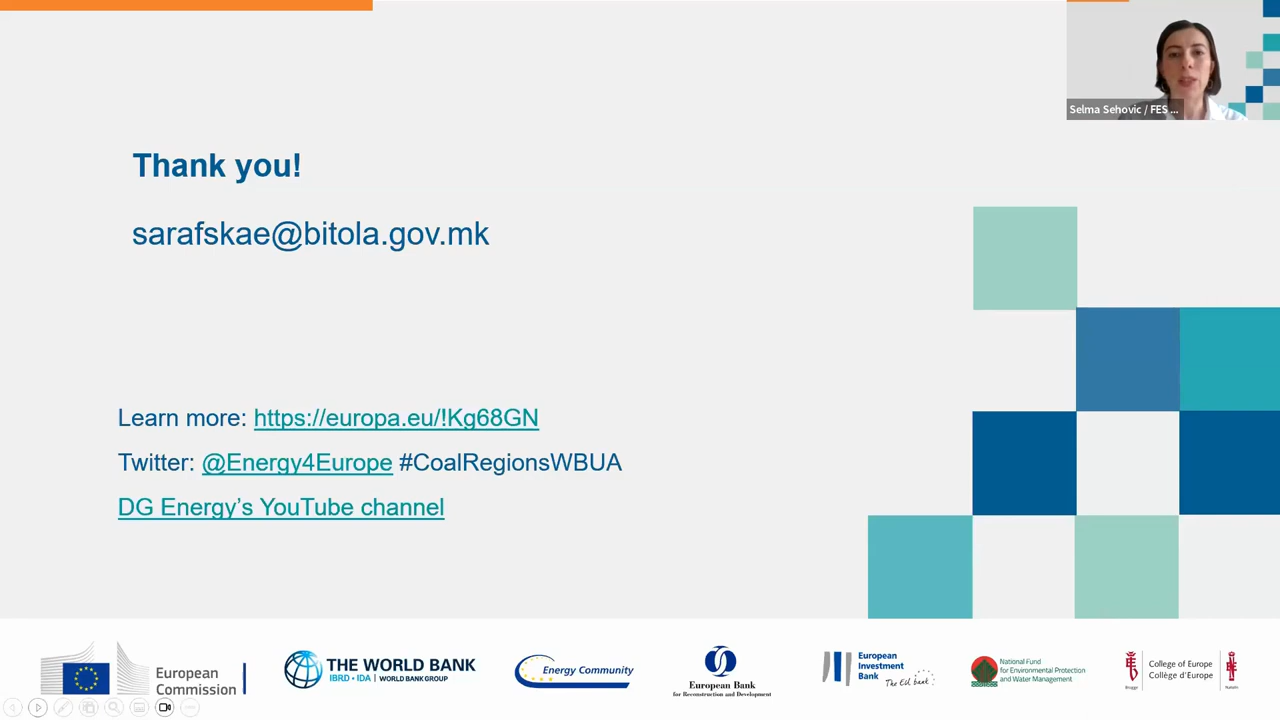 Selma Sehovic / FES ...
Thank you!
sarafskae@bitola.gov.mk
Learn more: https://europa.eu/!Kg68GN
Twitter: @Energy4Europe #CoalRegionsWBUA
DG Energy’s YouTube channel
European
Commission
THE WORLD BANK
IBRD • IDA | WORLD BANK GROUP
Energy Community
European Bank
for Reconstruction and Development
European
Investment
Bank
The EU bank
National Fund
for Environmental Protection
and Water Management
College of Europe
Collège d'Europe
Brugge
Natolin